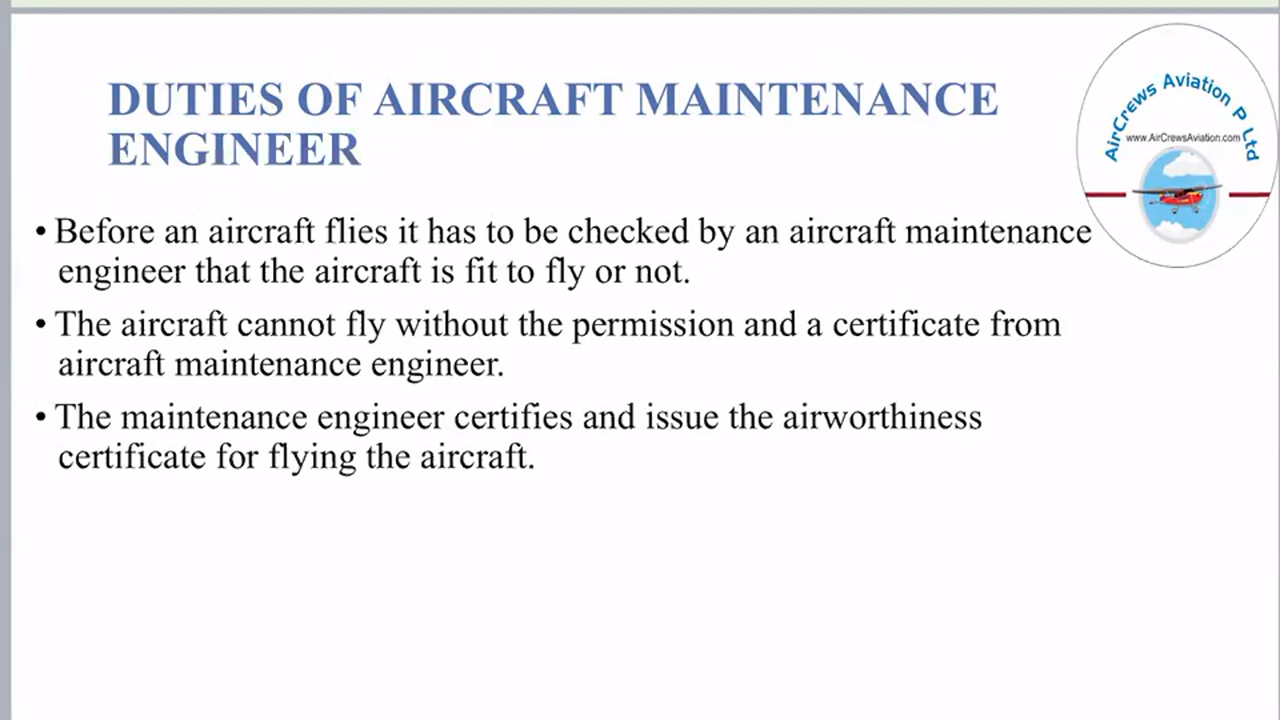 AirCrews Aviation P Ltd
www.AirCrewsAviation.com
DUTIES OF AIRCRAFT MAINTENANCE
ENGINEER
• Before an aircraft flies it has to be checked by an aircraft maintenance
engineer that the aircraft is fit to fly or not.
• The aircraft cannot fly without the permission and a certificate from
aircraft maintenance engineer.
• The maintenance engineer certifies and issue the airworthiness
certificate for flying the aircraft.